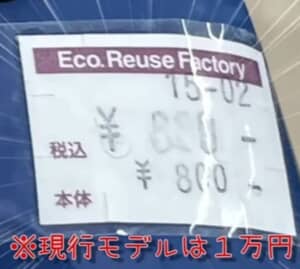 Eco.Reuse Factory
15-02
税込 ¥ 880 -
本体 ¥ 800 -
※現行モデルは１万円